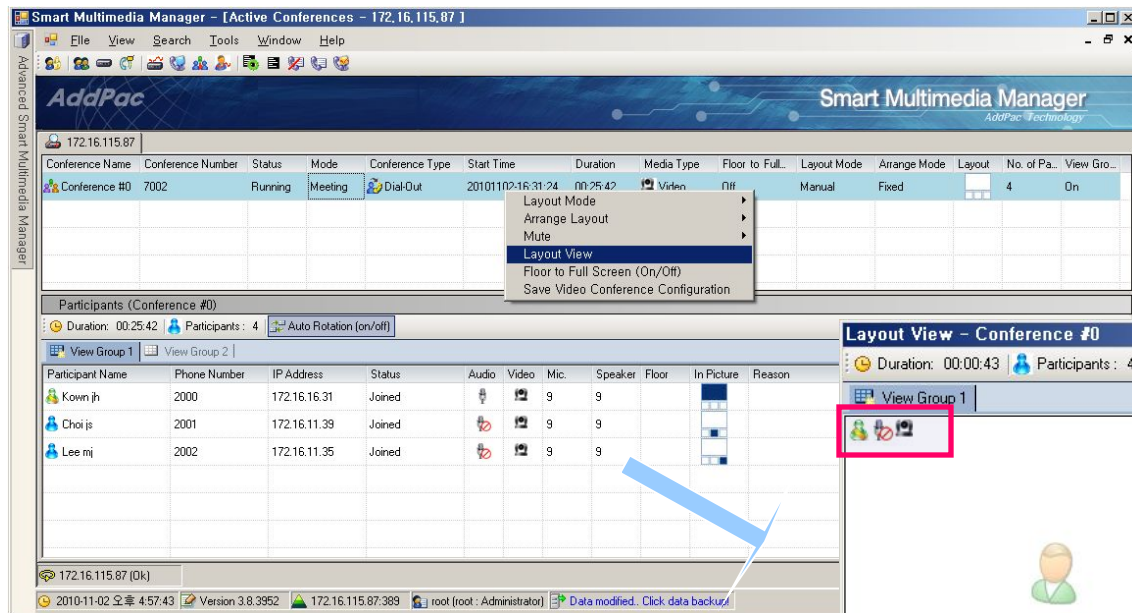 Smart Multimedia Manager - [Active Conferences - 172.16.115.87 ]
Advanced Smart Multimedia Manager
Elle View Search Tools Window Help
AddPac
Smart Multimedia Manager
AddPac Technology
172.16.115.87
Conference Name Conference Number Status Mode Conference Type Start Time Duration Media Type Floor to Full... Layout Mode Arrange Mode Layout No. of Pa... View Gro...
Conference #0 7002 Running Meeting Dial-Out 20101102-16:31:24 00:25:42 Video Off Manual Fixed 4 On
Layout Mode
Arrange Layout
Mute
Layout View
Floor to Full Screen (On/Off)
Save Video Conference Configuration
Participants (Conference #0)
Duration: 00:25:42 Participants : 4 Auto Rotation (on/off)
View Group 1 View Group 2
Participant Name Phone Number IP Address Status Audio Video Mic. Speaker Floor In Picture Reason
Kown jh 2000 172.16.16.31 Joined 9 9
Choi js 2001 172.16.11.39 Joined 9 9
Lee mj 2002 172.16.11.35 Joined 9 9
Layout View - Conference #0
Duration: 00:00:43 Participants : 4
View Group 1
172.16.115.87 (Ok)
2010-11-02 오후 4:57:43 Version 3.8.3952 172.16.115.87:389 root (root : Administrator) Data modified.. Click data backup!